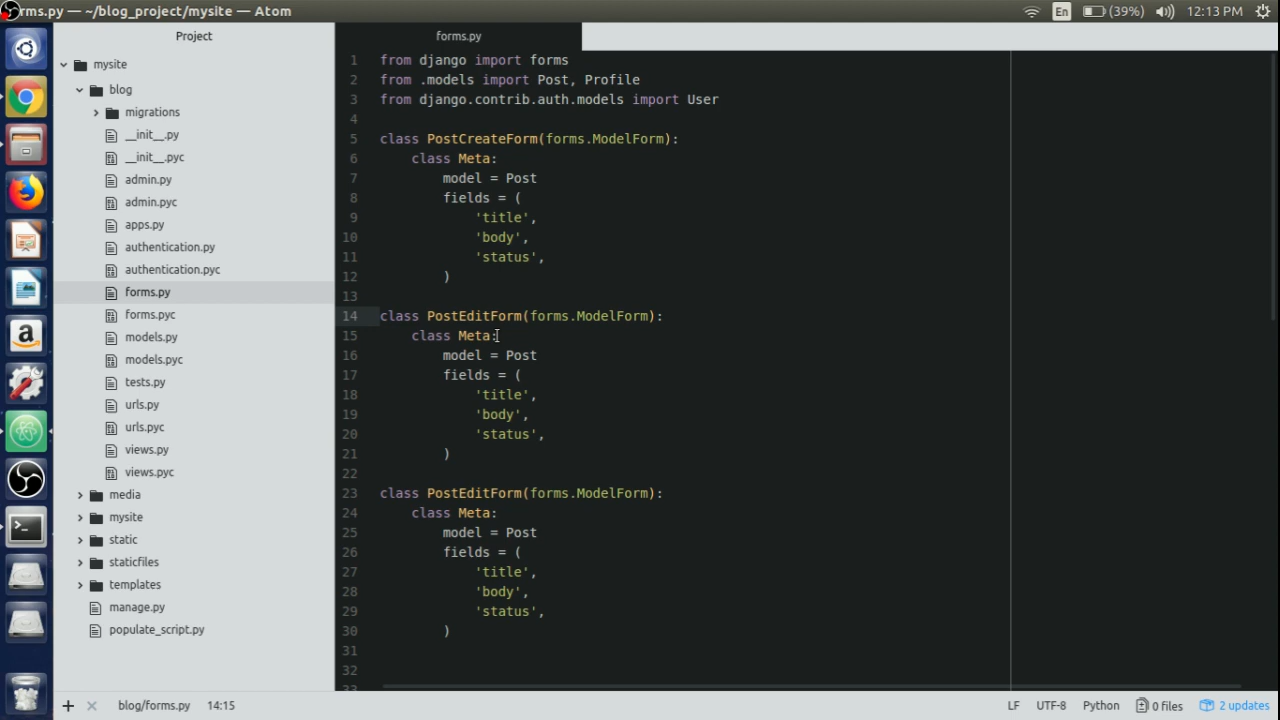 rms.py — ~/blog_project/mysite — Atom
En
(39%)
12:13 PM
Project
mysite
blog
migrations
__init__.py
__init__.pyc
admin.py
admin.pyc
apps.py
authentication.py
authentication.pyc
forms.py
forms.pyc
models.py
models.pyc
tests.py
urls.py
urls.pyc
views.py
views.pyc
media
mysite
static
staticfiles
templates
manage.py
populate_script.py
forms.py
1 from django import forms
2 from .models import Post, Profile
3 from django.contrib.auth.models import User
4
5 class PostCreateForm(forms.ModelForm):
6 class Meta:
7 model = Post
8 fields = (
9 'title',
10 'body',
11 'status',
12 )
13
14 class PostEditForm(forms.ModelForm):
15 class Meta:
16 model = Post
17 fields = (
18 'title',
19 'body',
20 'status',
21 )
22
23 class PostEditForm(forms.ModelForm):
24 class Meta:
25 model = Post
26 fields = (
27 'title',
28 'body',
29 'status',
30 )
31
32
33
+ × blog/forms.py 14:15 LF UTF-8 Python 0 files 2 updates